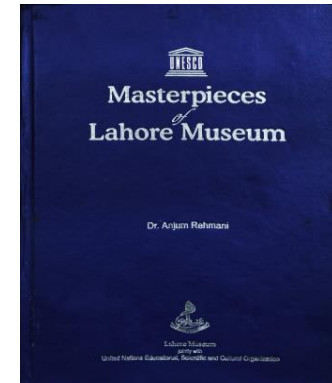 UNESCO
Masterpieces
of
Lahore Museum
Dr. Anjum Rehmani
Lahore Museum
jointly with
United Nations Educational, Scientific and Cultural Organization